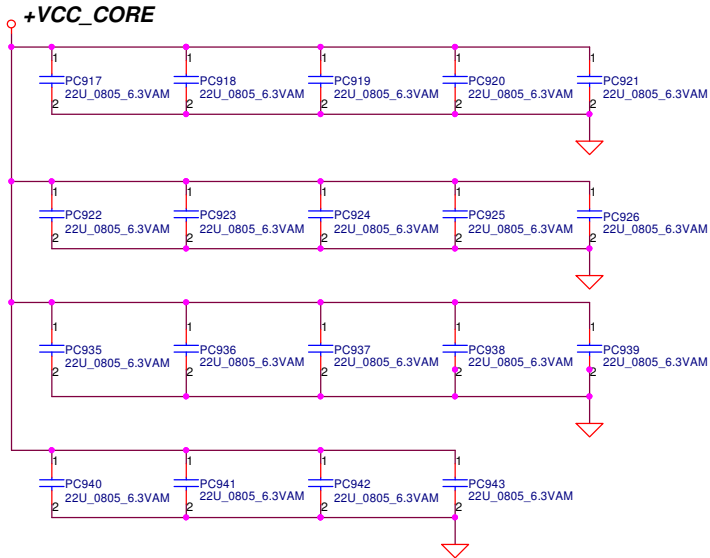 +VCC_CORE
1 1 1 1 1
PC917 PC918 PC919 PC920 PC921
22U_0805_6.3VAM 22U_0805_6.3VAM 22U_0805_6.3VAM 22U_0805_6.3VAM 22U_0805_6.3VAM
2 2 2 2 2
1 1 1 1 1
PC922 PC923 PC924 PC925 PC926
22U_0805_6.3VAM 22U_0805_6.3VAM 22U_0805_6.3VAM 22U_0805_6.3VAM 22U_0805_6.3VAM
2 2 2 2 2
1 1 1 1 1
PC935 PC936 PC937 PC938 PC939
22U_0805_6.3VAM 22U_0805_6.3VAM 22U_0805_6.3VAM 22U_0805_6.3VAM 22U_0805_6.3VAM
2 2 2 2 2
1 1 1 1
PC940 PC941 PC942 PC943
22U_0805_6.3VAM 22U_0805_6.3VAM 22U_0805_6.3VAM 22U_0805_6.3VAM
2 2 2 2